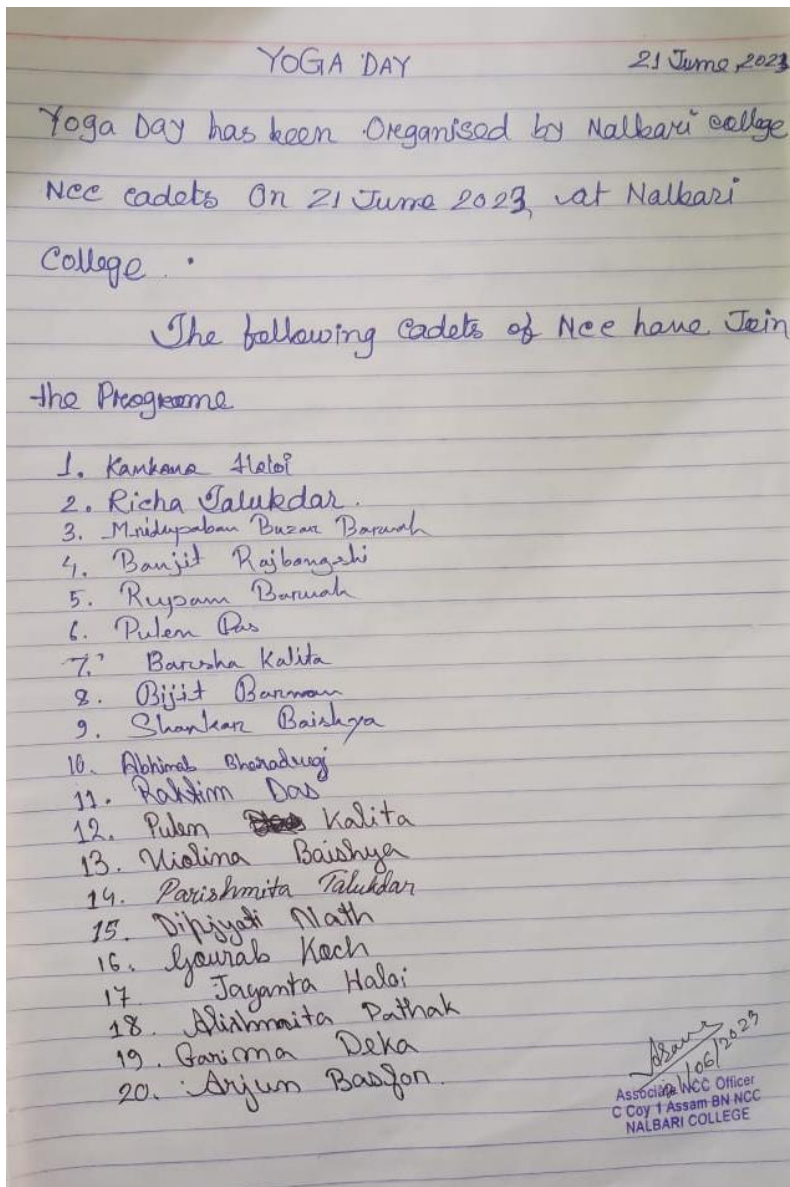 YOGA DAY 21 June, 2023
Yoga Day has been Organised by Nalbari college
Ncc cadets On 21 June 2023, at Nalbari
College.
The following Cadets of Ncc have Join
the Programme
1. Kankana Haloi
2. Richa Talukdar.
3. Mridupaban Buzar Baruah
4. Banjit Rajbangshi
5. Rupam Baruah
6. Pulen Das
7. Barsha Kalita
8. Bijit Barman
9. Shankar Baishya
10. Abhinab Bharadwaj
11. Raktim Das
12. Pulen Kalita
13. Violina Baishya
14. Parishmita Talukdar
15. Dipjyoti Nath
16. Gourab Koch
17 Jayanta Haloi
18. Alishmita Pathak
19. Garima Deka
20. Arjun Basfor.
21/06/2023
Associate NCC Officer
C Coy 1 Assam BN NCC
NALBARI COLLEGE